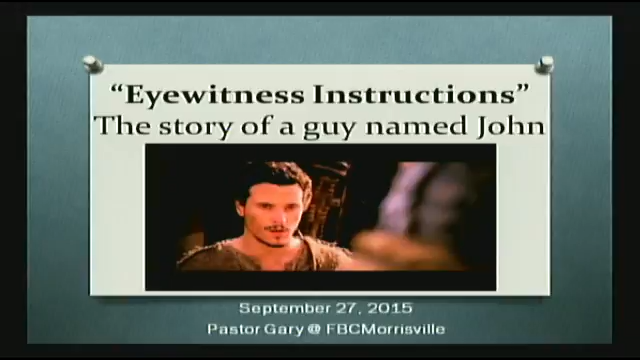 “Eyewitness Instructions”
The story of a guy named John
September 27, 2015
Pastor Gary @ FBCMorrisville